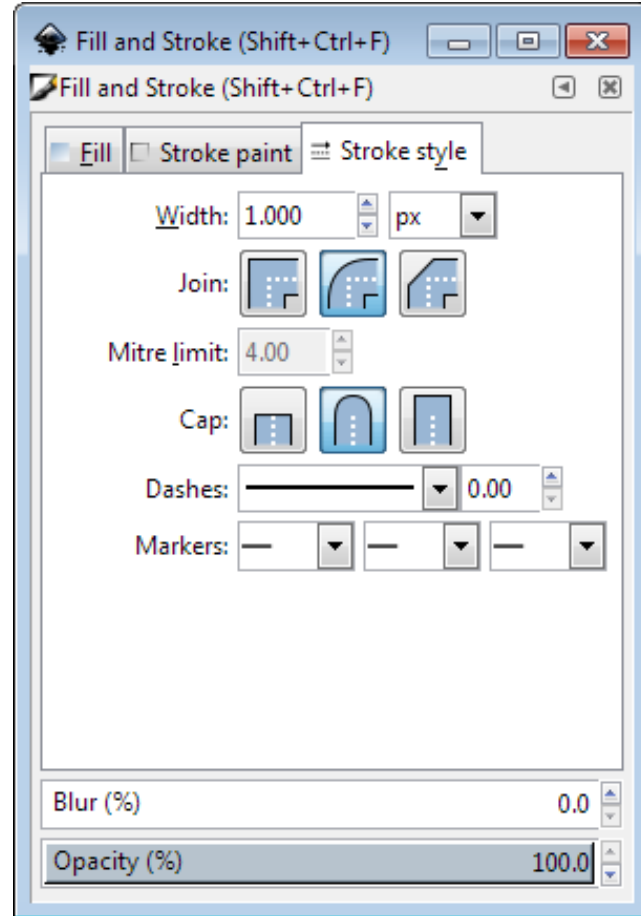 Fill and Stroke (Shift+Ctrl+F)
Fill and Stroke (Shift+Ctrl+F)
Fill Stroke paint Stroke style
Width: 1.000 px
Join:
Mitre limit: 4.00
Cap:
Dashes: 0.00
Markers:
Blur (%) 0.0
Opacity (%) 100.0